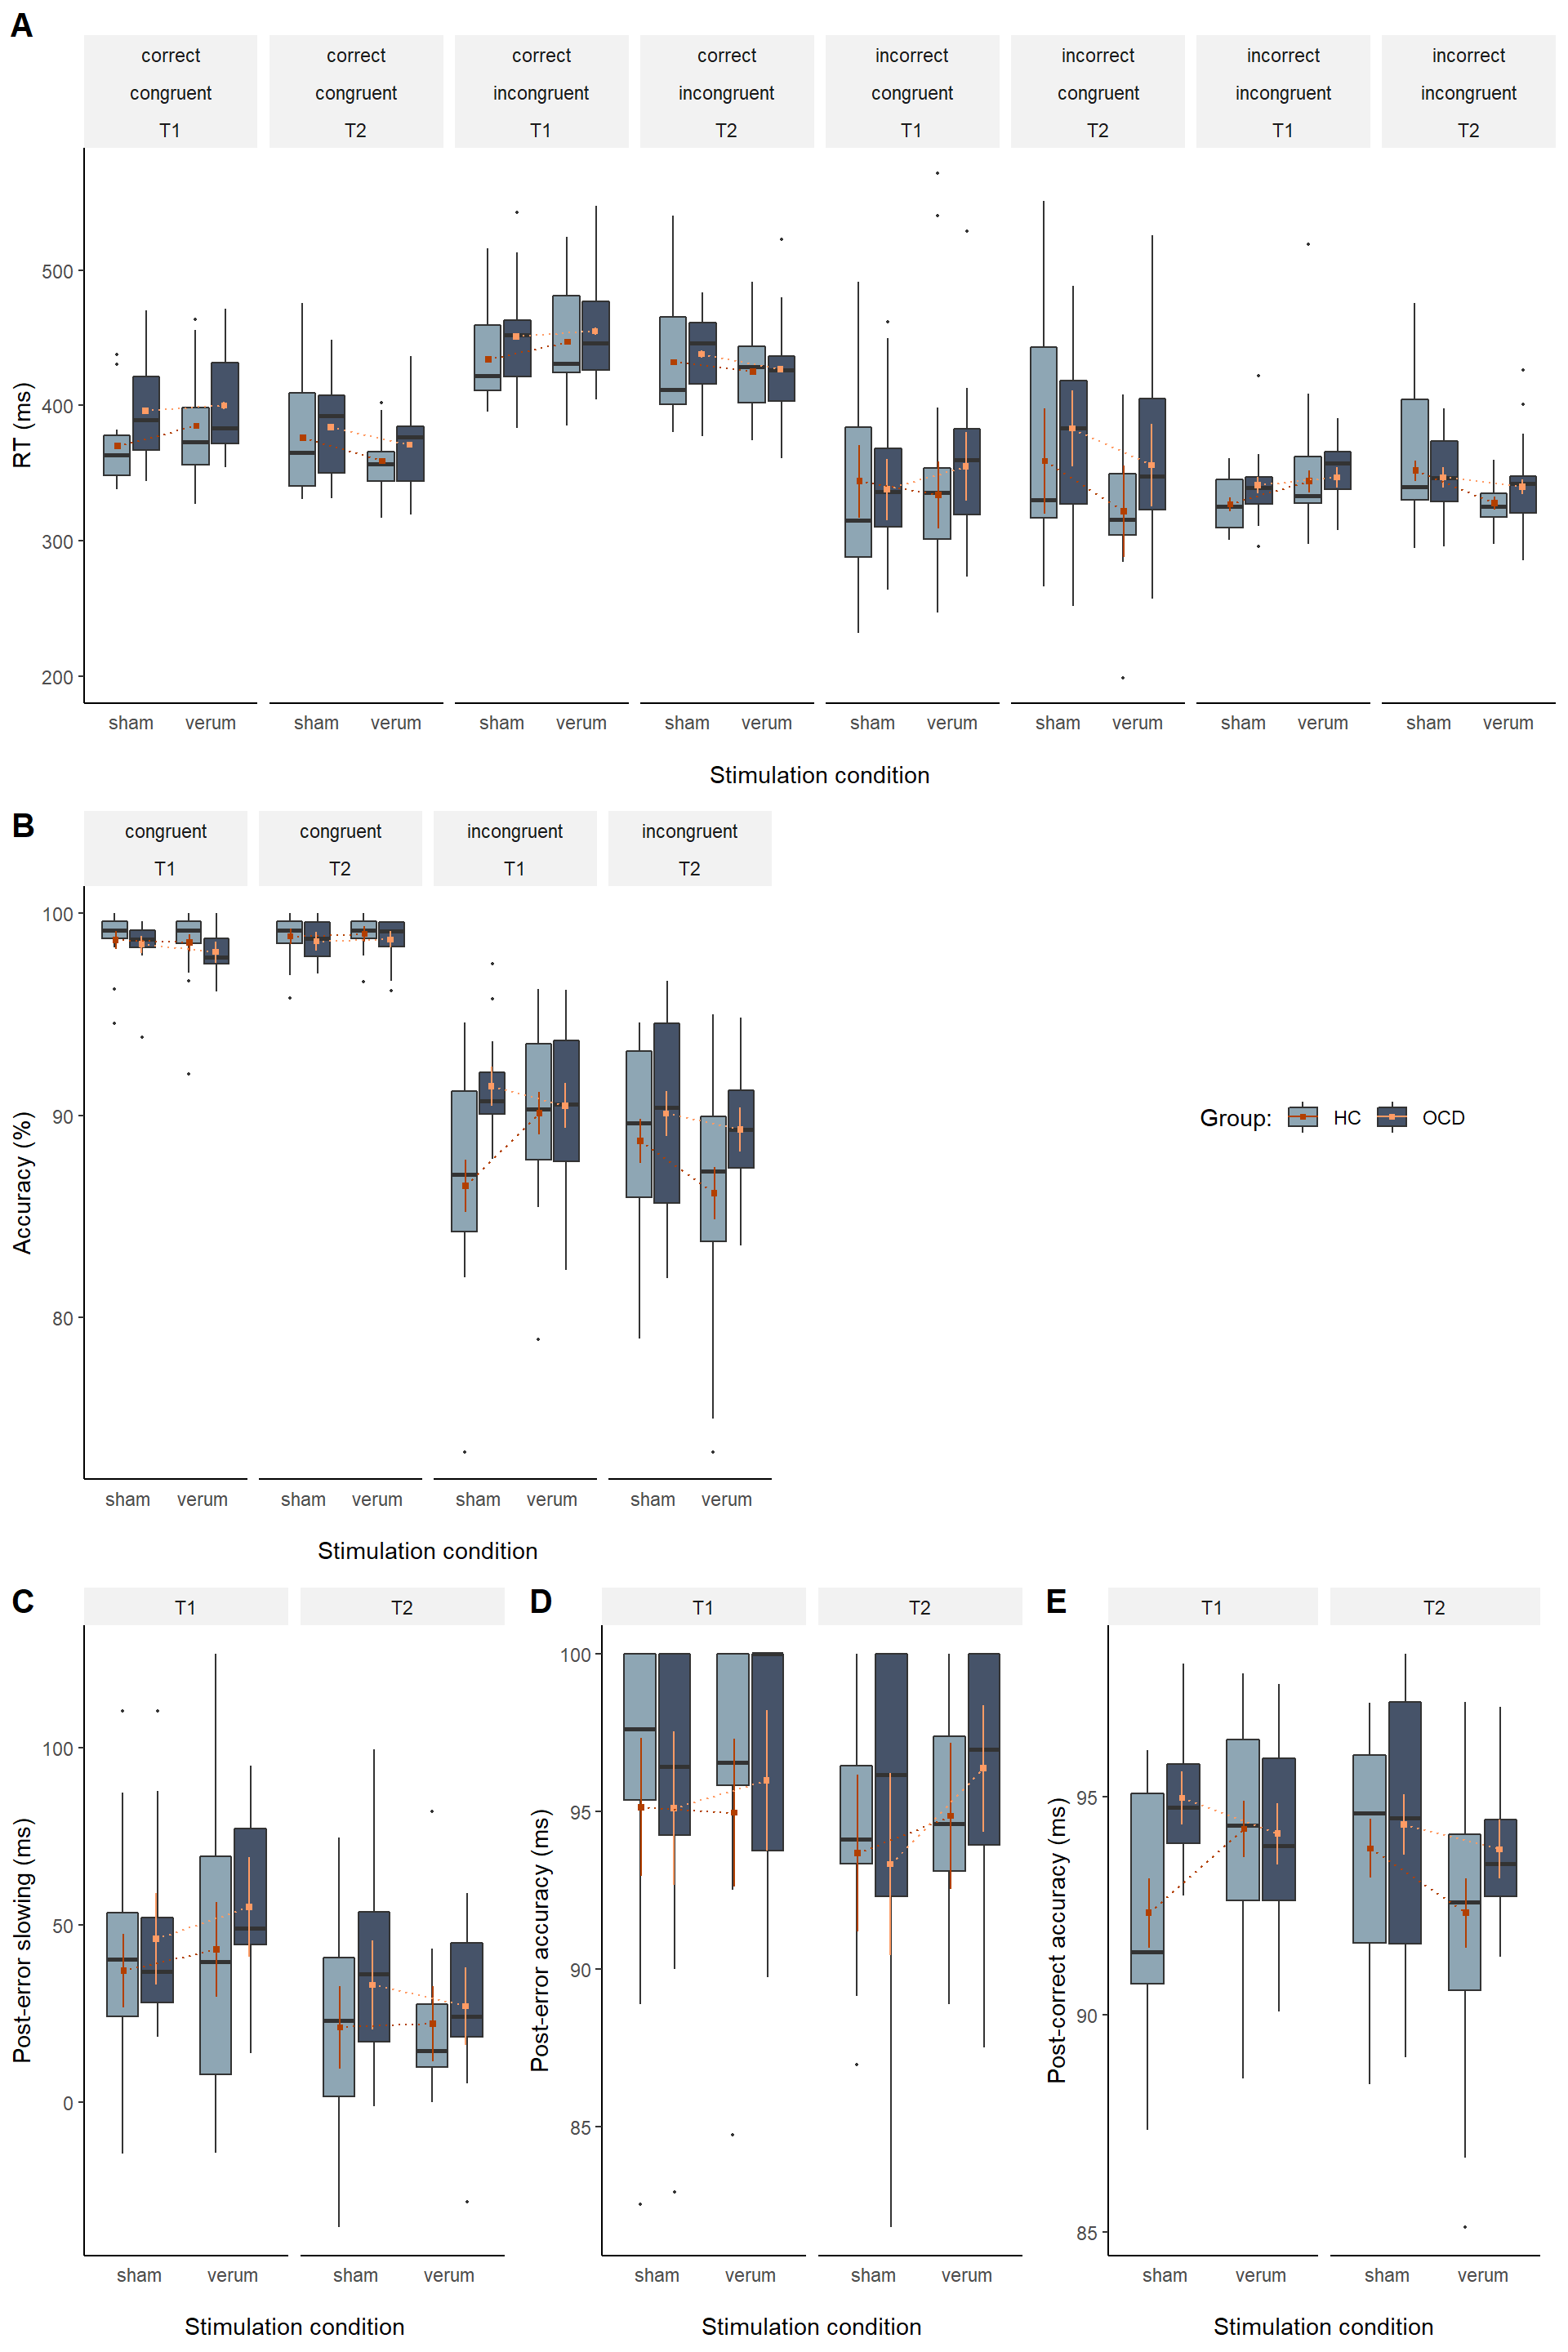 A
correct correct correct correct incorrect incorrect incorrect incorrect
congruent congruent incongruent incongruent congruent congruent incongruent incongruent
T1 T2 T1 T2 T1 T2 T1 T2
500
400
300
200
RT (ms)
sham verum sham verum sham verum sham verum sham verum sham verum sham verum sham verum
Stimulation condition
B
congruent congruent incongruent incongruent
T1 T2 T1 T2
100
90
80
Accuracy (%)
sham verum sham verum sham verum sham verum
Stimulation condition
Group: HC OCD
C
T1 T2
100
50
0
Post-error slowing (ms)
sham verum sham verum
Stimulation condition
D
T1 T2
100
95
90
85
Post-error accuracy (ms)
sham verum sham verum
Stimulation condition
E
T1 T2
95
90
85
Post-correct accuracy (ms)
sham verum sham verum
Stimulation condition